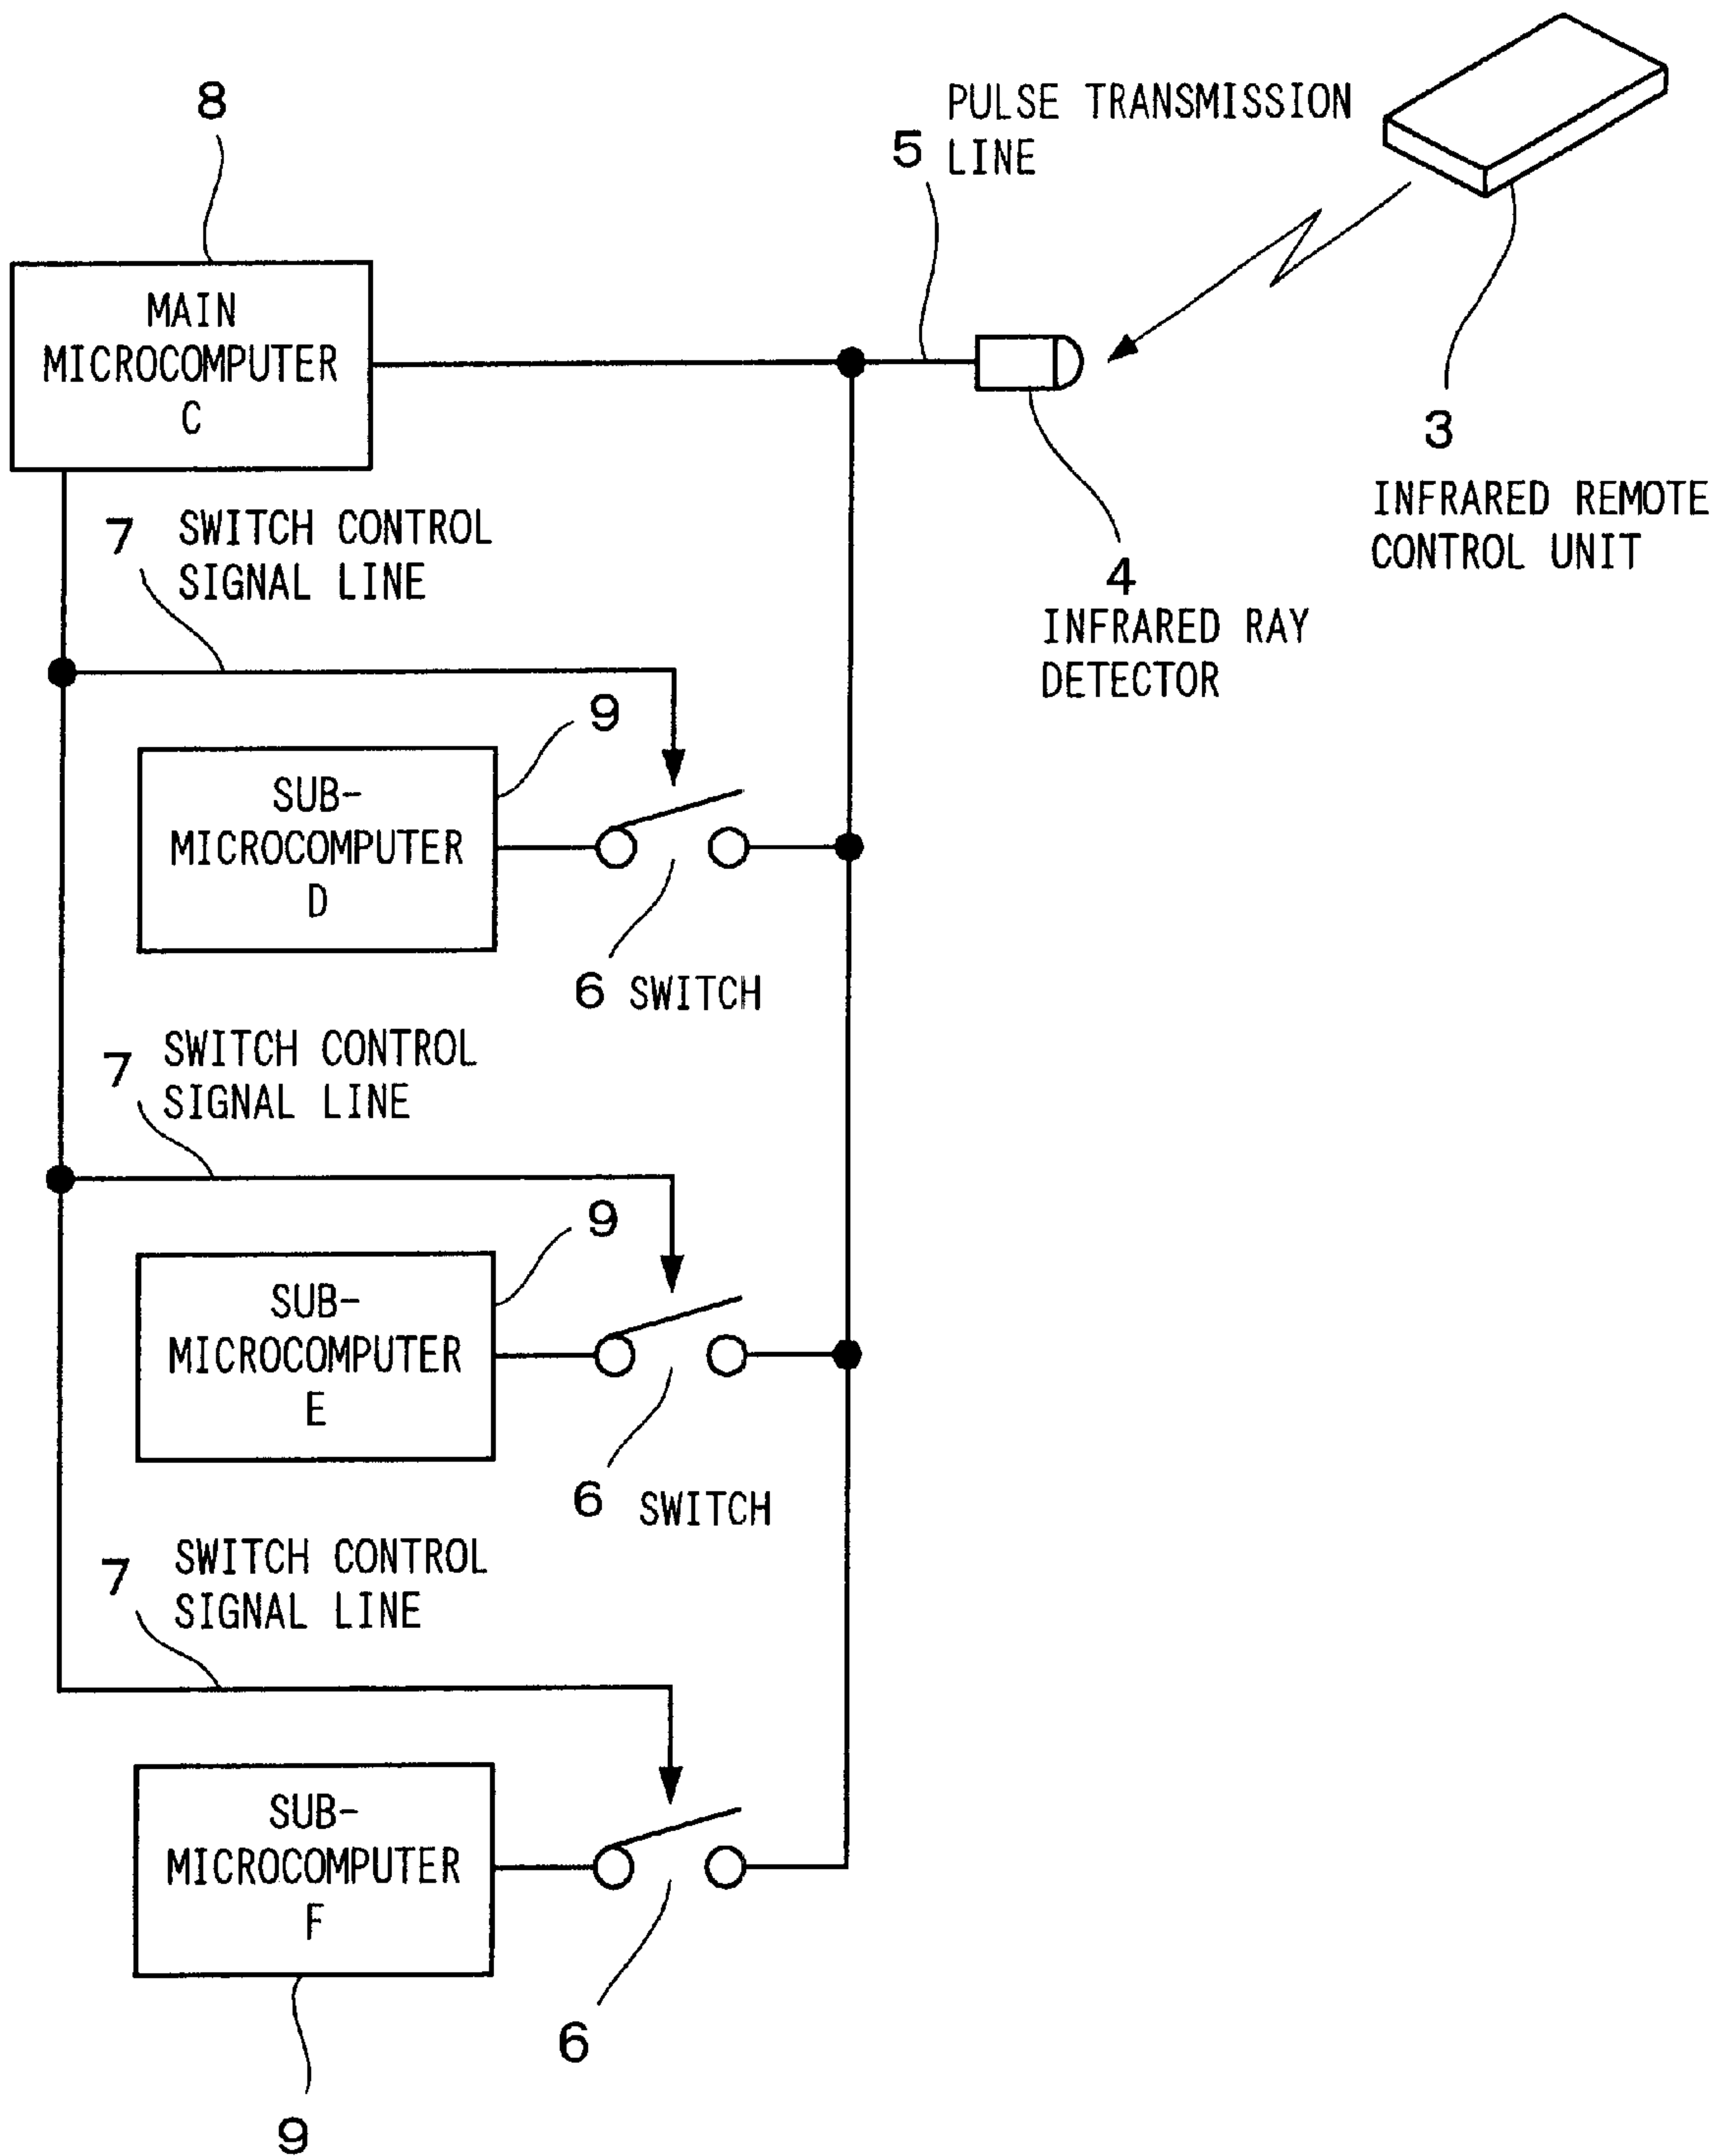 8
PULSE TRANSMISSION
5 LINE
MAIN
MICROCOMPUTER
C
3
INFRARED REMOTE
CONTROL UNIT
7 SWITCH CONTROL
SIGNAL LINE
4
INFRARED RAY
DETECTOR
9
SUB-
MICROCOMPUTER
D
6 SWITCH
7 SWITCH CONTROL
SIGNAL LINE
9
SUB-
MICROCOMPUTER
E
6 SWITCH
7 SWITCH CONTROL
SIGNAL LINE
SUB-
MICROCOMPUTER
F
6
9